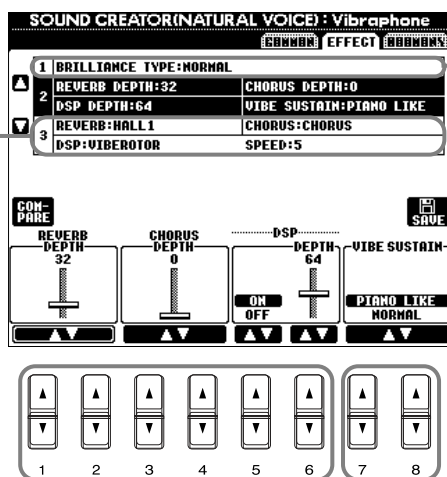 SOUND CREATOR(NATURAL VOICE) : Vibraphone
COMMON EFFECT HARMONY
1 BRILLIANCE TYPE:NORMAL
2 REVERB DEPTH:32 CHORUS DEPTH:0
DSP DEPTH:64 VIBE SUSTAIN:PIANO LIKE
3 REVERB:HALL1 CHORUS:CHORUS
DSP:VIBEROTOR SPEED:5
COM-
PARE
SAVE
REVERB DEPTH
32
CHORUS DEPTH
0
DSP
DEPTH
64
ON
OFF
VIBE SUSTAIN
PIANO LIKE
NORMAL
1 2 3 4 5 6 7 8